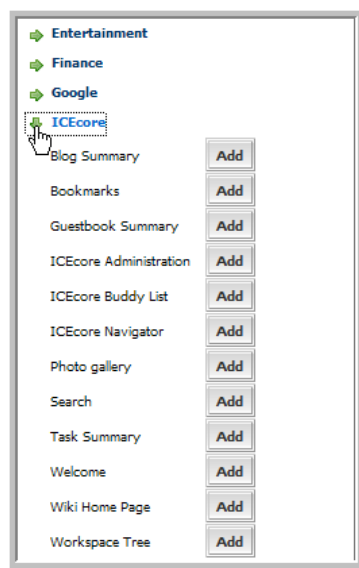 Entertainment
Finance
Google
ICEcore
Blog Summary Add
Bookmarks Add
Guestbook Summary Add
ICEcore Administration Add
ICEcore Buddy List Add
ICEcore Navigator Add
Photo gallery Add
Search Add
Task Summary Add
Welcome Add
Wiki Home Page Add
Workspace Tree Add